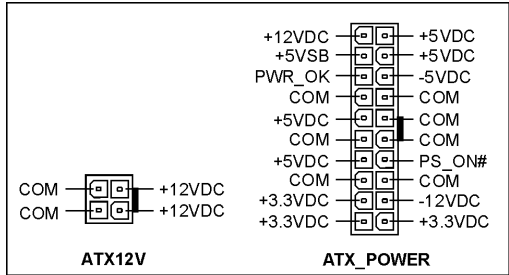 +12VDC +5VDC
+5VSB +5VDC
PWR_OK -5VDC
COM COM
+5VDC COM
COM COM
+5VDC PS_ON#
COM COM
+3.3VDC -12VDC
+3.3VDC +3.3VDC
COM +12VDC
COM +12VDC
ATX12V ATX_POWER